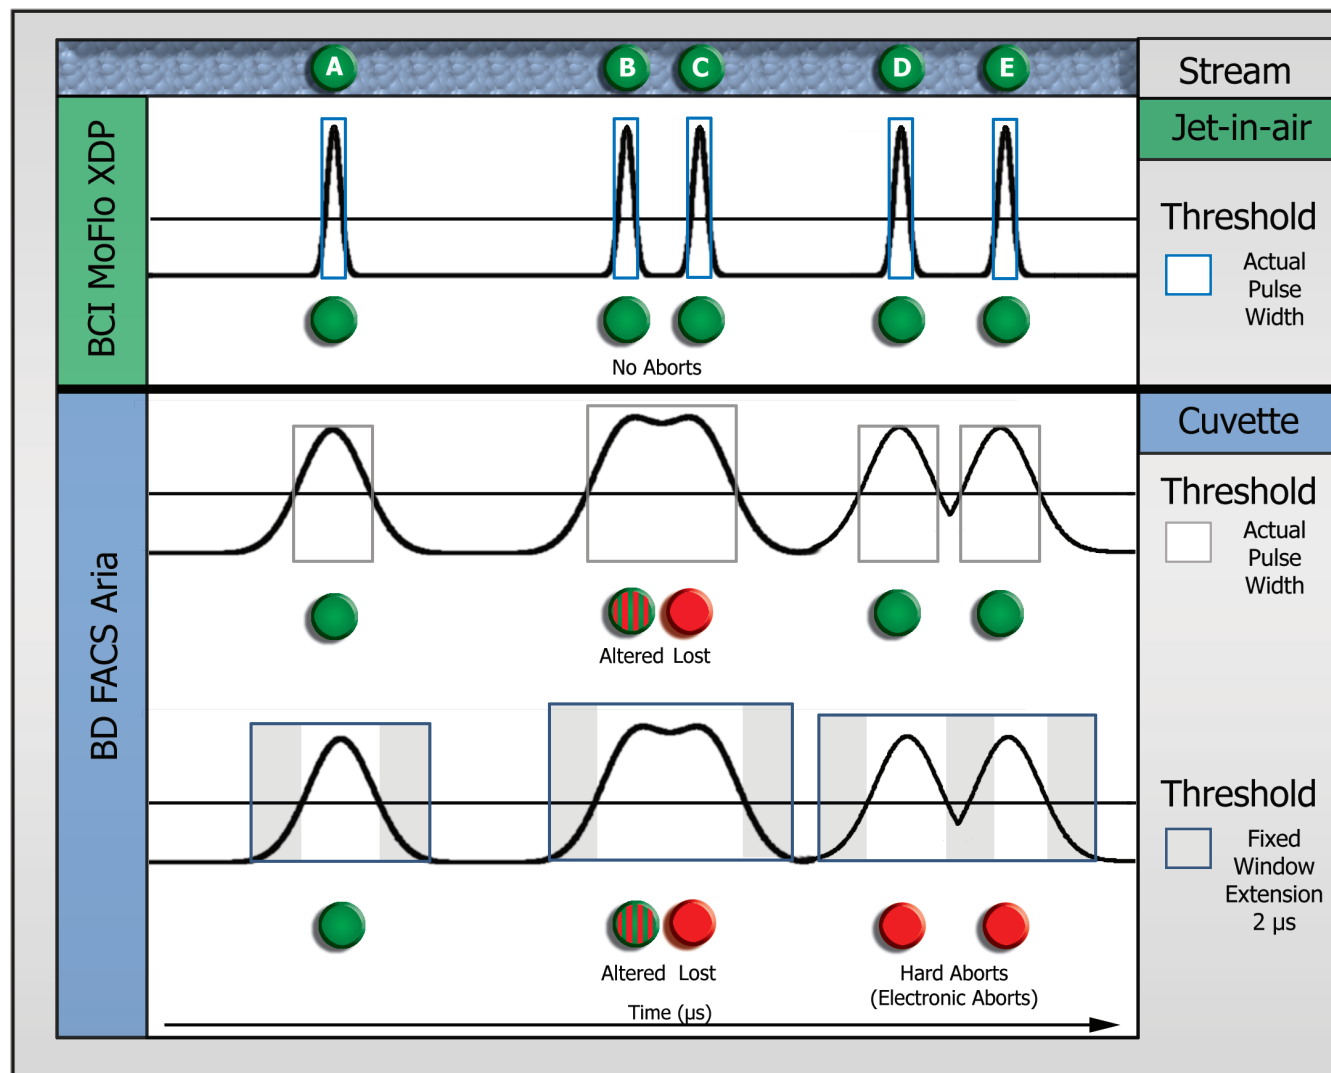 A
B
C
D
E
Stream
BCI MoFlo XDP
Jet-in-air
Threshold
Actual
Pulse
Width
No Aborts
BD FACS Aria
Cuvette
Threshold
Actual
Pulse
Width
Altered Lost
Threshold
Fixed
Window
Extension
2 µs
Altered Lost
Hard Aborts
(Electronic Aborts)
Time (µs)